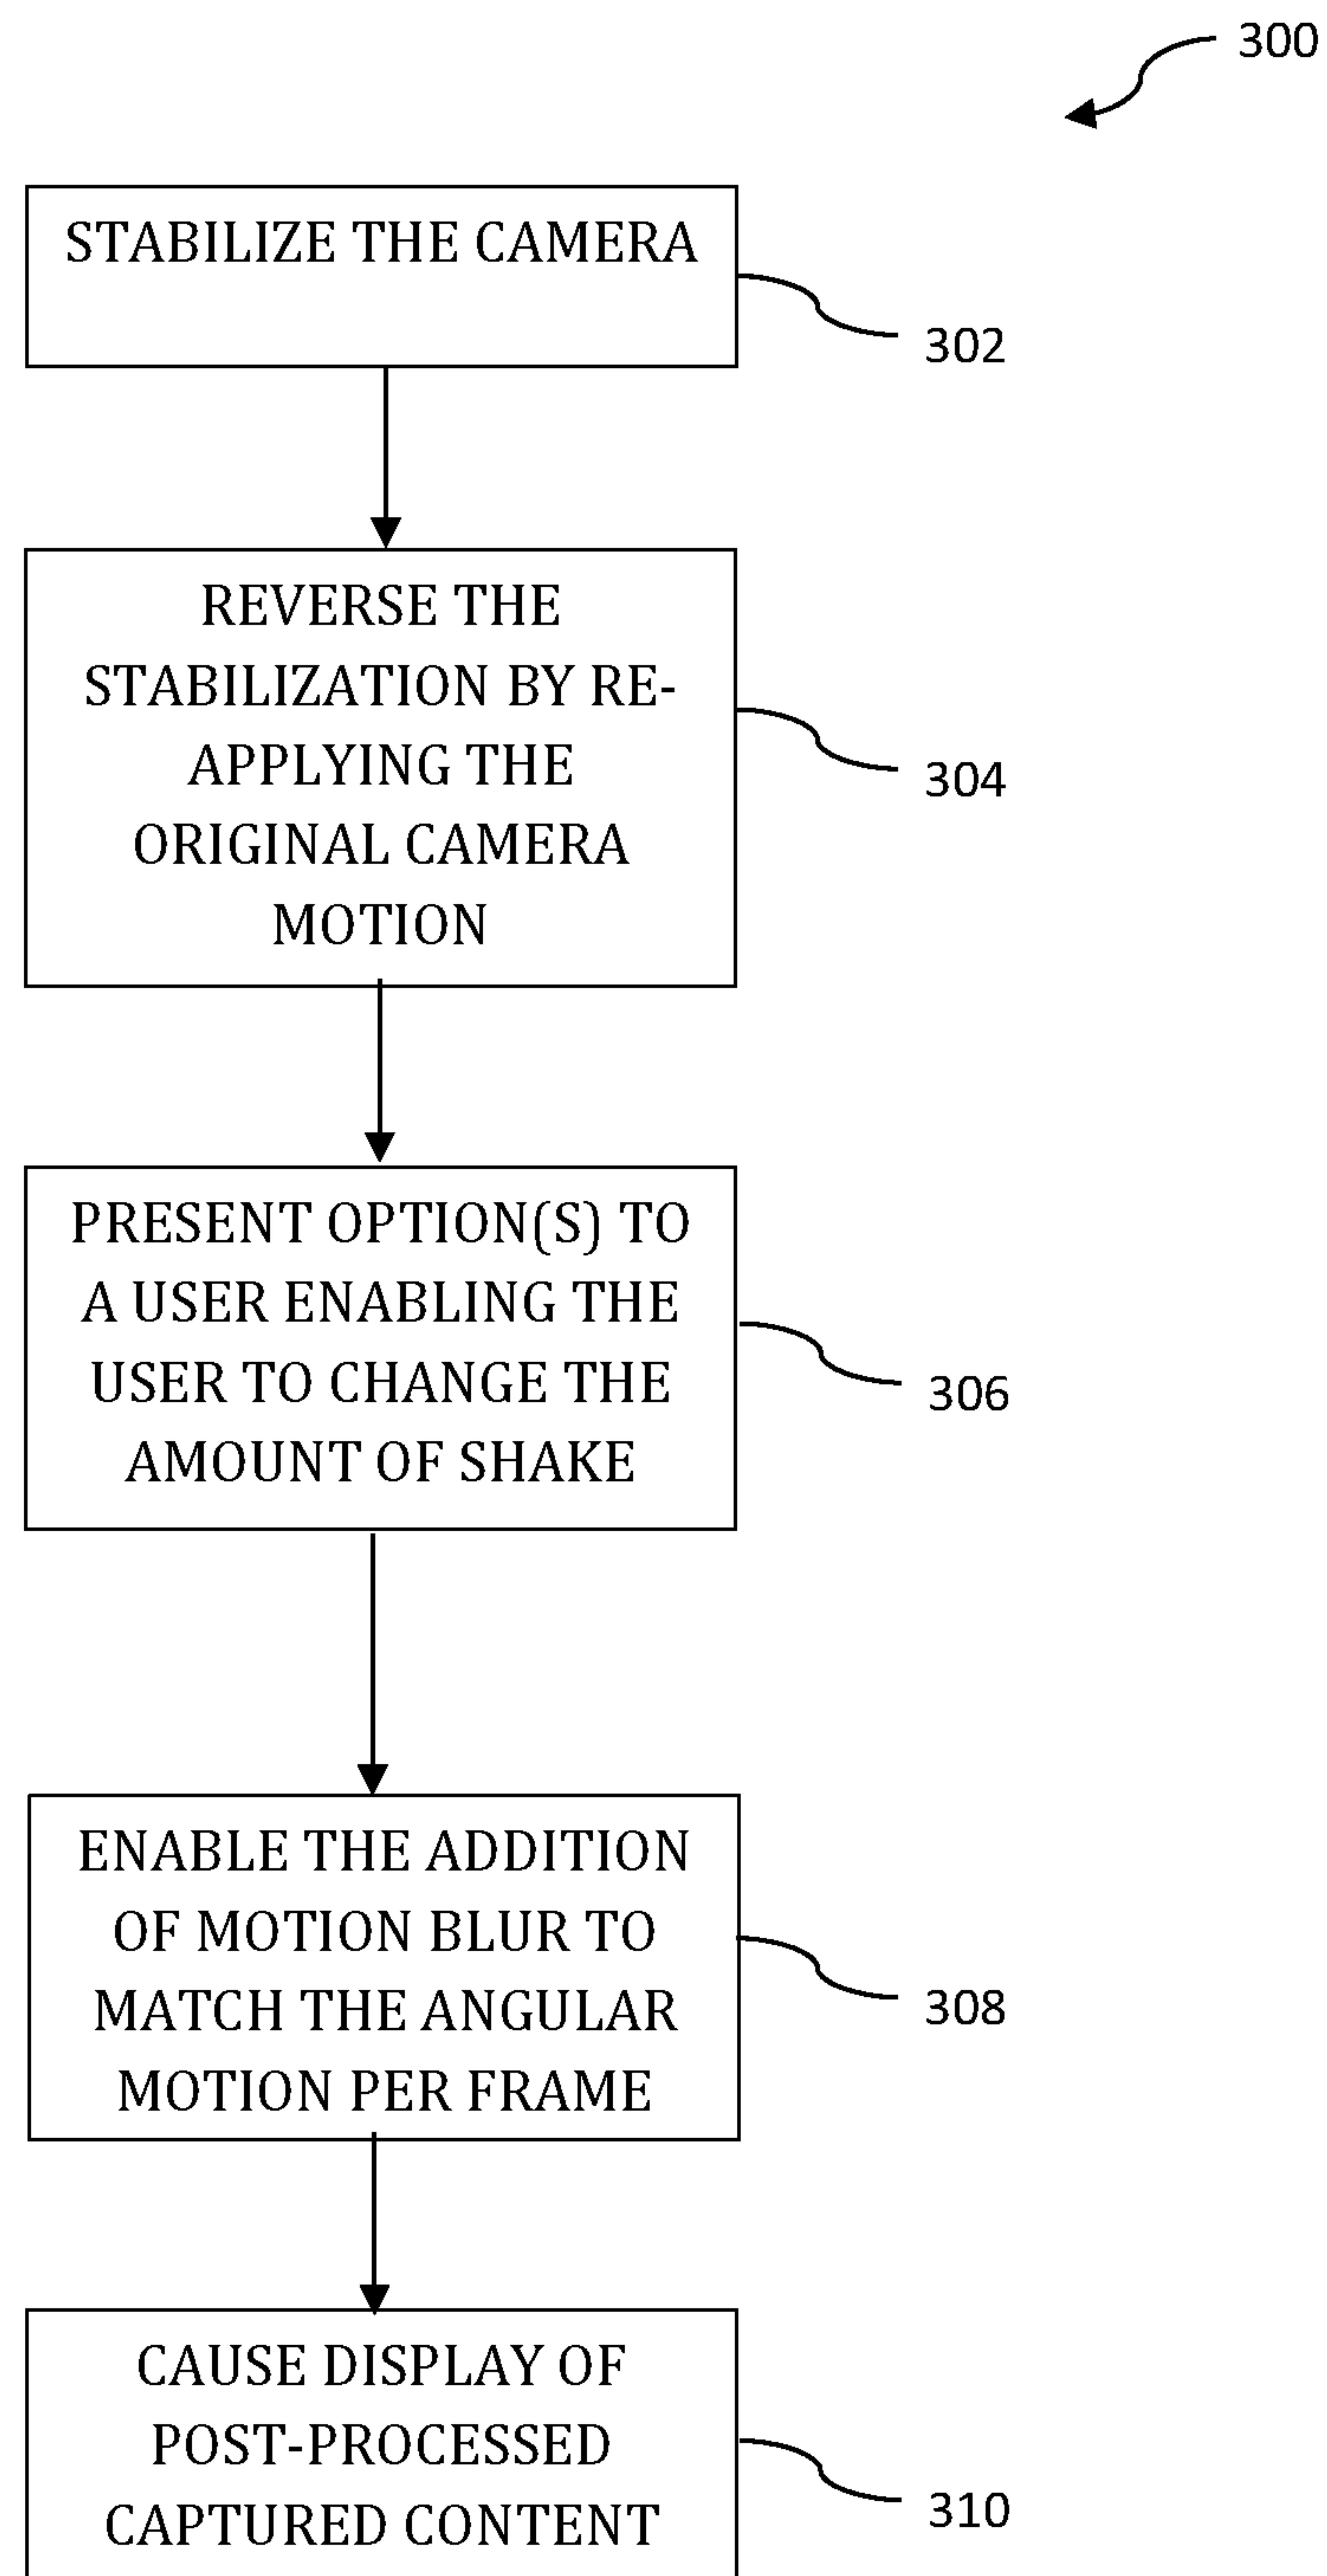 300
STABILIZE THE CAMERA
302
REVERSE THE
STABILIZATION BY RE-
APPLYING THE
ORIGINAL CAMERA
MOTION
304
PRESENT OPTION(S) TO
A USER ENABLING THE
USER TO CHANGE THE
AMOUNT OF SHAKE
306
ENABLE THE ADDITION
OF MOTION BLUR TO
MATCH THE ANGULAR
MOTION PER FRAME
308
CAUSE DISPLAY OF
POST-PROCESSED
CAPTURED CONTENT
310